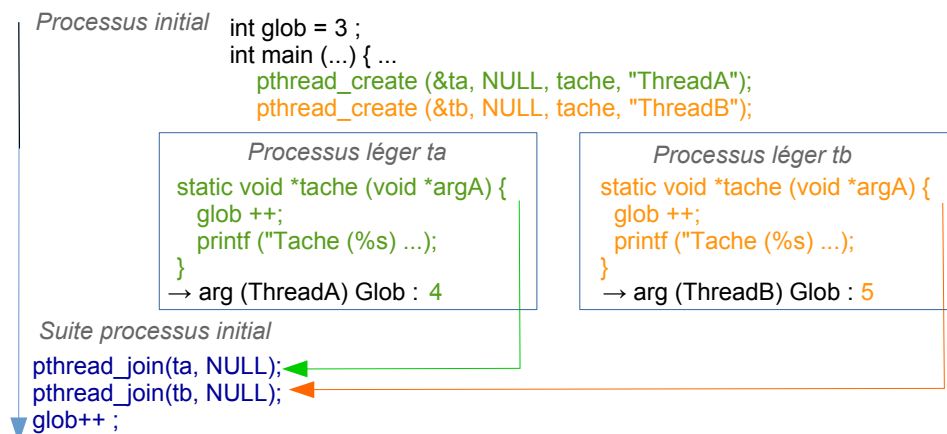 Processus initial
int glob = 3 ;
int main (...) { ...
pthread_create (&ta, NULL, tache, "ThreadA");
pthread_create (&tb, NULL, tache, "ThreadB");
Processus léger ta
static void *tache (void *argA) {
glob ++;
printf ("Tache (%s) ...);
}
→ arg (ThreadA) Glob : 4
Processus léger tb
static void *tache (void *argA) {
glob ++;
printf ("Tache (%s) ...);
}
→ arg (ThreadB) Glob : 5
Suite processus initial
pthread_join(ta, NULL);
pthread_join(tb, NULL);
glob++ ;